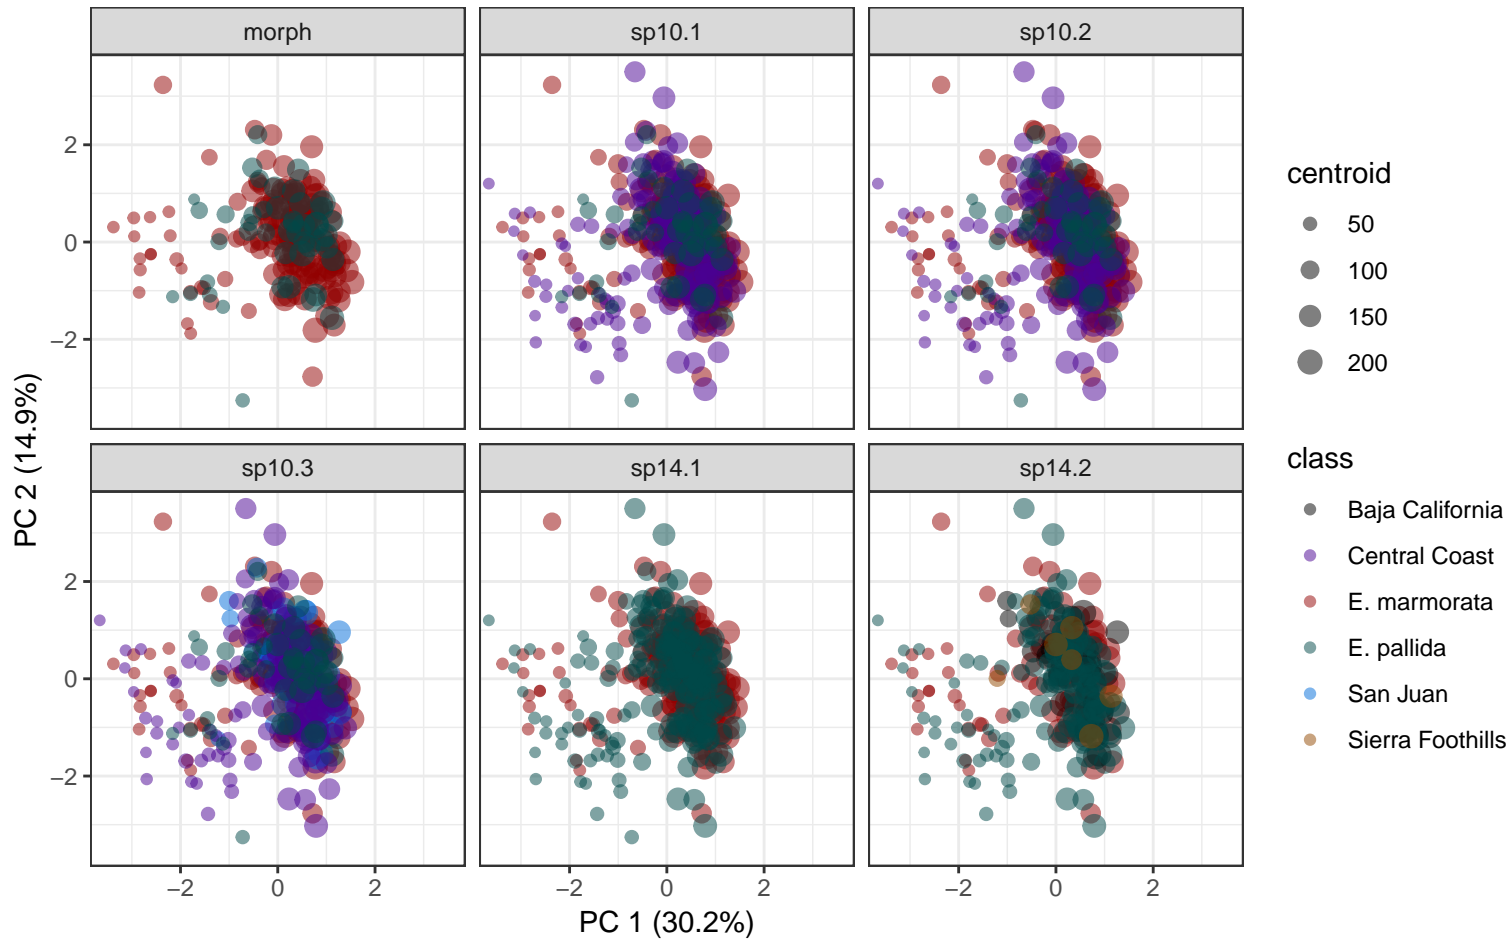 morph
sp10.1
sp10.2
2
0
−2
sp10.3
sp14.1
sp14.2
2
0
−2
−2 0 2
−2 0 2
−2 0 2
PC 1 (30.2%)
PC 2 (14.9%)
centroid
50
100
150
200
class
Baja California
Central Coast
E. marmorata
E. pallida
San Juan
Sierra Foothills